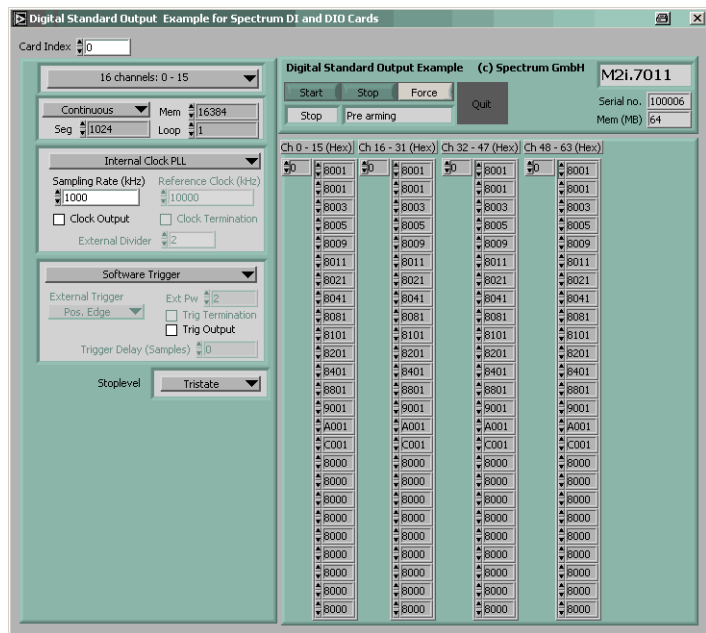 Digital Standard Output Example for Spectrum DI and DIO Cards
Card Index 0
16 channels: 0 - 15
Continuous Mem 16384
Seg 1024 Loop 1
Internal Clock PLL
Sampling Rate (kHz) Reference Clock (kHz)
1000 10000
Clock Output Clock Termination
External Divider 2
Software Trigger
External Trigger Ext Pw 2
Pos. Edge Trig Termination
Trig Output
Trigger Delay (Samples) 0
Stoplevel Tristate
Digital Standard Output Example (c) Spectrum GmbH M2i.7011
Start Stop Force Quit
Stop Pre arming
Serial no. 100006
Mem (MB) 64
Ch 0 - 15 (Hex) Ch 16 - 31 (Hex) Ch 32 - 47 (Hex) Ch 48 - 63 (Hex)
0 8001 0 8001 0 8001 0 8001
8001 8001 8001 8001
8003 8003 8003 8003
8005 8005 8005 8005
8009 8009 8009 8009
8011 8011 8011 8011
8021 8021 8021 8021
8041 8041 8041 8041
8081 8081 8081 8081
8101 8101 8101 8101
8201 8201 8201 8201
8401 8401 8401 8401
8801 8801 8801 8801
9001 9001 9001 9001
A001 A001 A001 A001
C001 C001 C001 C001
8000 8000 8000 8000
8000 8000 8000 8000
8000 8000 8000 8000
8000 8000 8000 8000
8000 8000 8000 8000
8000 8000 8000 8000
8000 8000 8000 8000
8000 8000 8000 8000
8000 8000 8000 8000